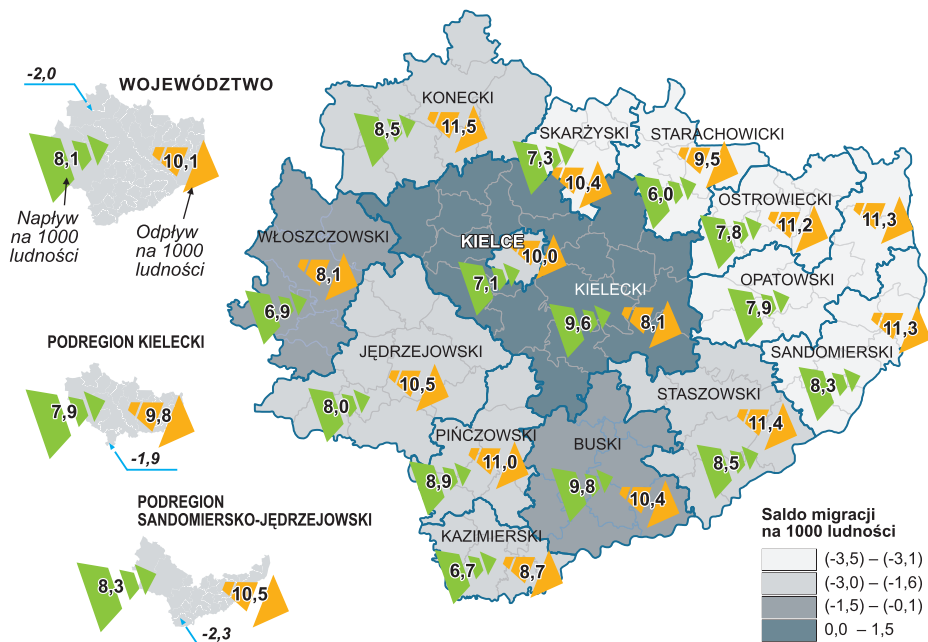 WOJEWÓDZTWO
-2,0
8,1
10,1
Napływ
na 1000
ludności
Odpływ
na 1000
ludności
PODREGION KIELECKI
7,9
9,8
-1,9
PODREGION
SANDOMIERSKO-JĘDRZEJOWSKI
8,3
10,5
-2,3
KONECKI
8,5
11,5
SKARŻYSKI
7,3
10,4
STARACHOWICKI
9,5
6,0
OSTROWIECKI
7,8
11,2
11,3
WŁOSZCZOWSKI
8,1
6,9
KIELCE
10,0
7,1
KIELECKI
9,6
8,1
OPATOWSKI
7,9
11,3
SANDOMIERSKI
8,3
JĘDRZEJOWSKI
10,5
8,0
STASZOWSKI
11,4
8,5
PIŃCZOWSKI
11,0
8,9
BUSKI
9,8
10,4
KAZIMIERSKI
6,7
8,7
Saldo migracji
na 1000 ludności
(-3,5) – (-3,1)
(-3,0) – (-1,6)
(-1,5) – (-0,1)
0,0 – 1,5